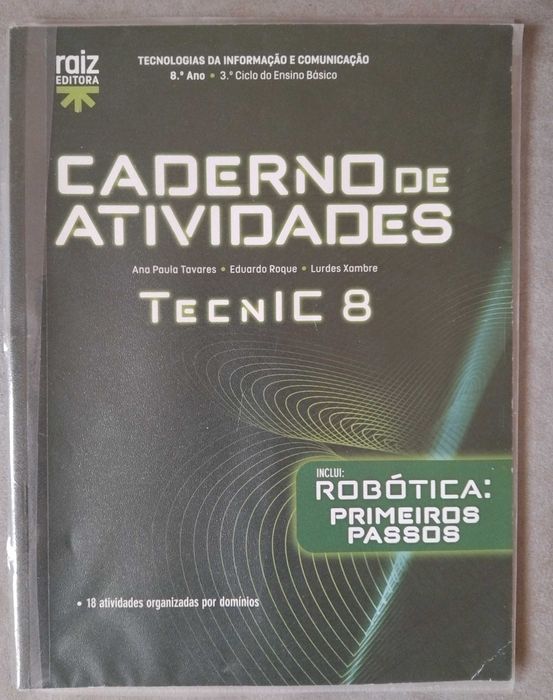 raiz
EDITORA
TECNOLOGIAS DA INFORMAÇÃO E COMUNICAÇÃO
8.º Ano • 3.º Ciclo do Ensino Básico
CADERNO DE
ATIVIDADES
Ana Paula Tavares • Eduardo Roque • Lurdes Xambre
TECNIC 8
INCLUI:
ROBÓTICA:
PRIMEIROS
PASSOS
• 18 atividades organizadas por domínios